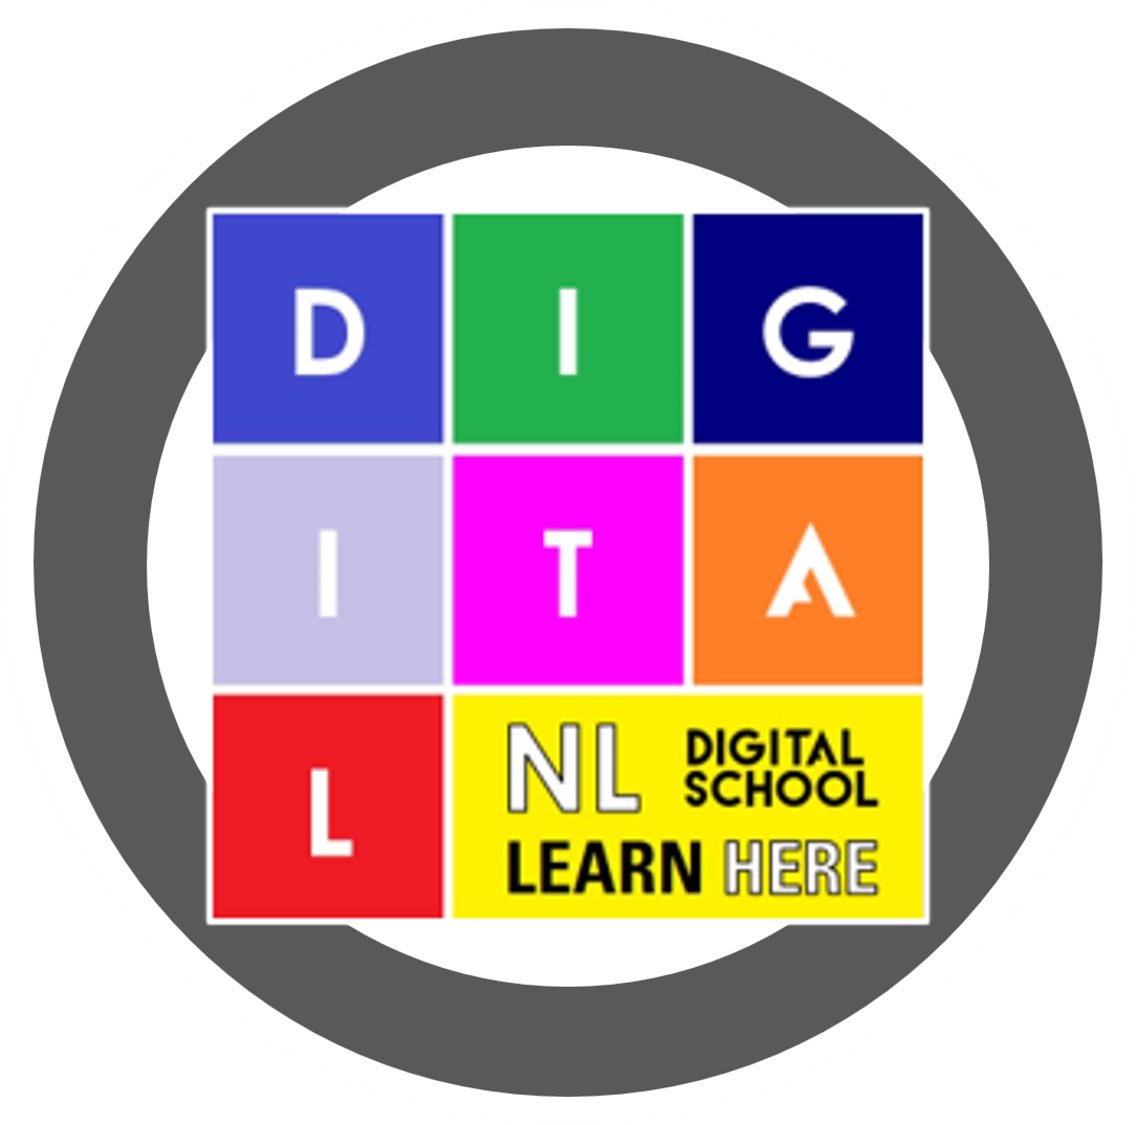 D I G
I T A
L
NL DIGITAL
SCHOOL
LEARN HERE